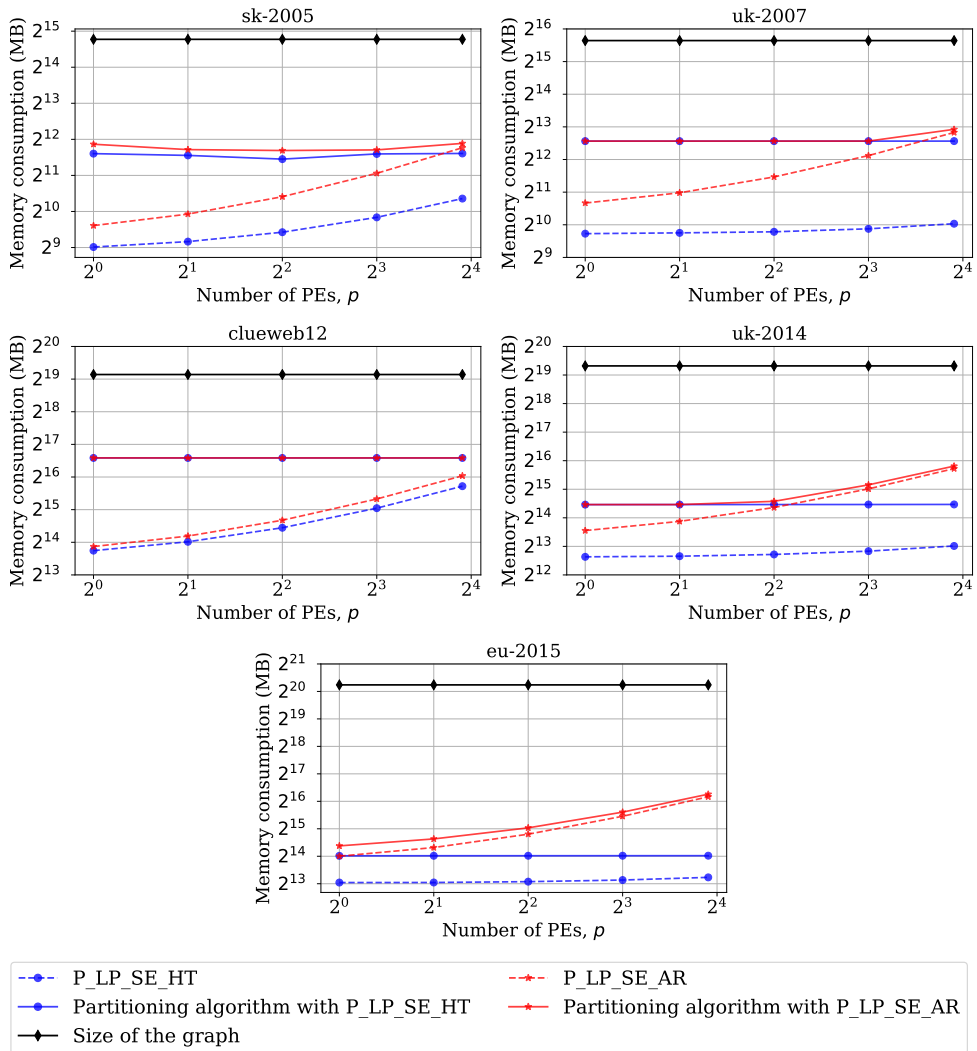 sk-2005
Memory consumption (MB)
2^15
2^14
2^13
2^12
2^11
2^10
2^9
2^0 2^1 2^2 2^3 2^4
Number of PEs, p
uk-2007
Memory consumption (MB)
2^16
2^15
2^14
2^13
2^12
2^11
2^10
2^9
2^0 2^1 2^2 2^3 2^4
Number of PEs, p
clueweb12
Memory consumption (MB)
2^20
2^19
2^18
2^17
2^16
2^15
2^14
2^13
2^0 2^1 2^2 2^3 2^4
Number of PEs, p
uk-2014
Memory consumption (MB)
2^20
2^19
2^18
2^17
2^16
2^15
2^14
2^13
2^12
2^0 2^1 2^2 2^3 2^4
Number of PEs, p
eu-2015
Memory consumption (MB)
2^21
2^20
2^19
2^18
2^17
2^16
2^15
2^14
2^13
2^0 2^1 2^2 2^3 2^4
Number of PEs, p
P_LP_SE_HT
Partitioning algorithm with P_LP_SE_HT
Size of the graph
P_LP_SE_AR
Partitioning algorithm with P_LP_SE_AR